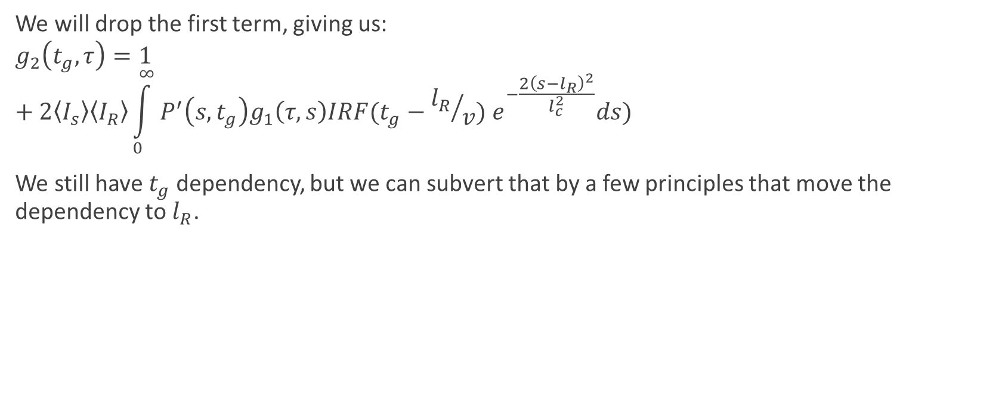 We will drop the first term, giving us:
g₂(t_g, τ) = 1
+ 2⟨I_s⟩⟨I_R⟩ ∫₀^∞ P′(s, t_g)g₁(τ, s)IRF(t_g − l_R/v) e^{−2(s−l_R)²/l_c²} ds)
We still have t_g dependency, but we can subvert that by a few principles that move the
dependency to l_R.